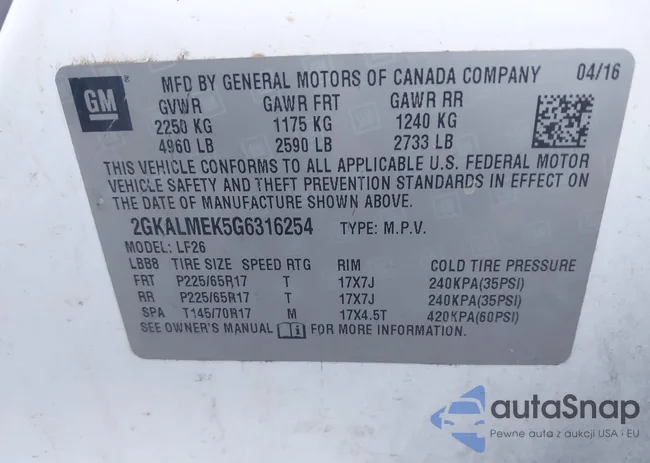 GM
MFD BY GENERAL MOTORS OF CANADA COMPANY 04/16
GVWR GAWR FRT GAWR RR
2250 KG 1175 KG 1240 KG
4960 LB 2590 LB 2733 LB
THIS VEHICLE CONFORMS TO ALL APPLICABLE U.S. FEDERAL MOTOR
VEHICLE SAFETY AND THEFT PREVENTION STANDARDS IN EFFECT ON
THE DATE OF MANUFACTURE SHOWN ABOVE.
2GKALMEK5G6316254 TYPE: M.P.V.
MODEL: LF26
LBB8 TIRE SIZE SPEED RTG RIM COLD TIRE PRESSURE
FRT P225/65R17 T 17X7J 240KPA(35PSI)
RR P225/65R17 T 17X7J 240KPA(35PSI)
SPA T145/70R17 M 17X4.5T 420KPA(60PSI)
SEE OWNER'S MANUAL FOR MORE INFORMATION.
autoSnap
Pewne auta z aukcji USA i EU